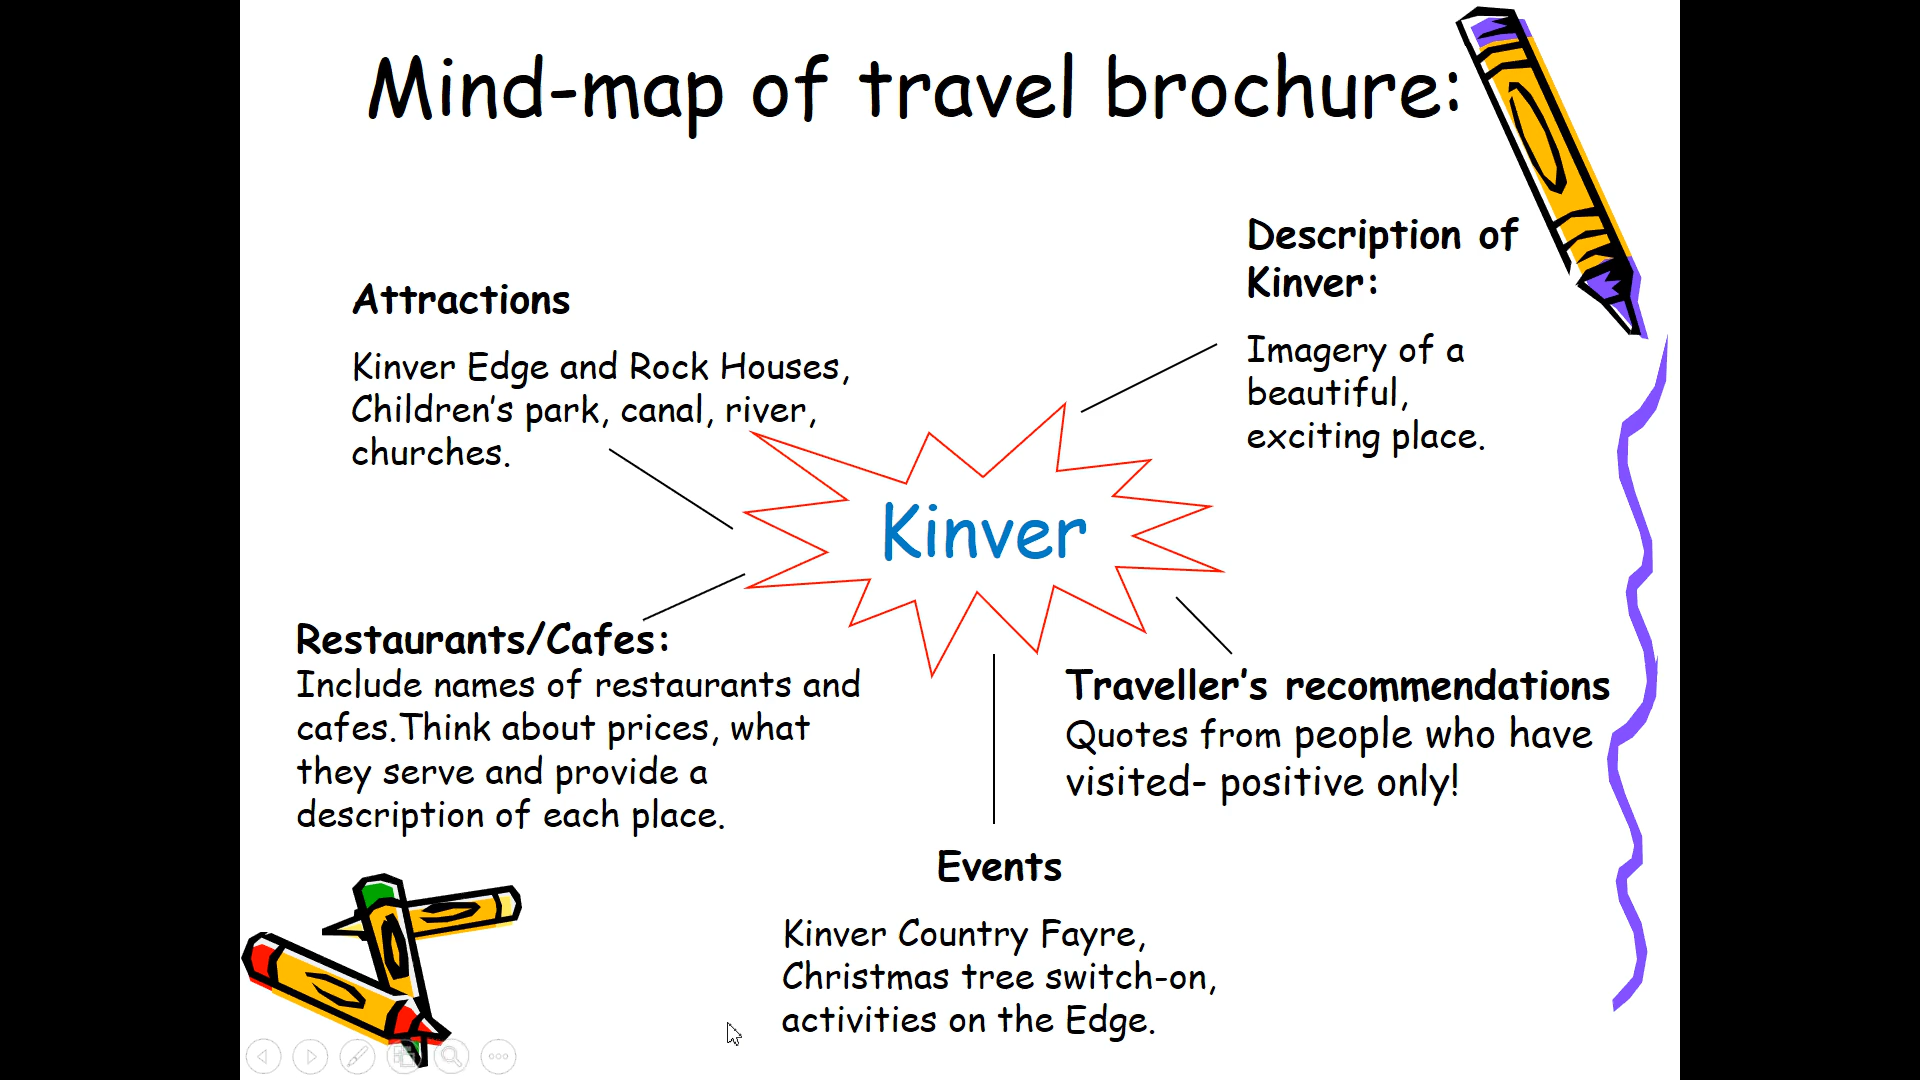 Mind-map of travel brochure:
Description of
Kinver:
Imagery of a
beautiful,
exciting place.
Attractions
Kinver Edge and Rock Houses,
Children's park, canal, river,
churches.
Kinver
Restaurants/Cafes:
Include names of restaurants and
cafes.Think about prices, what
they serve and provide a
description of each place.
Traveller's recommendations
Quotes from people who have
visited- positive only!
Events
Kinver Country Fayre,
Christmas tree switch-on,
activities on the Edge.